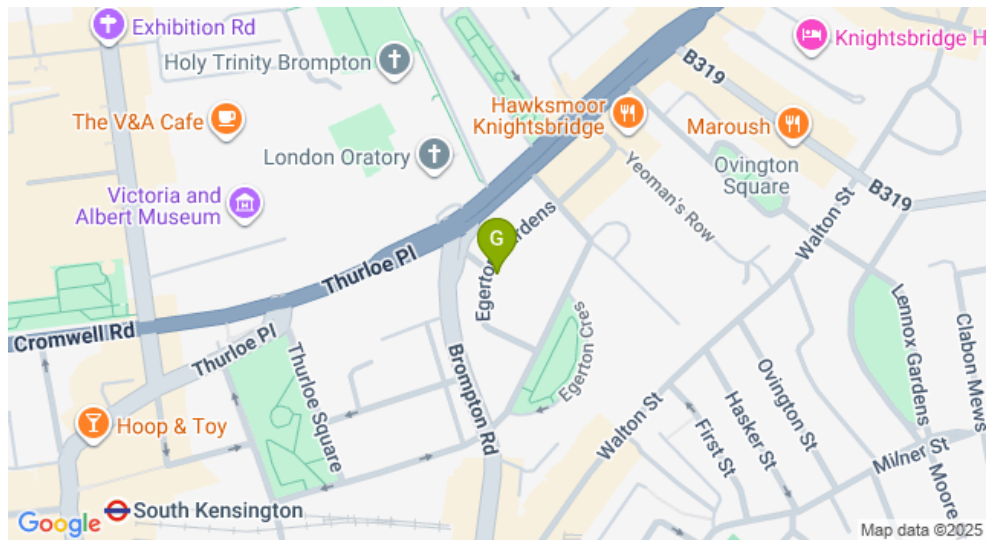 Exhibition Rd
Holy Trinity Brompton
Knightsbridge H
B319
The V&A Cafe
Hawksmoor
Knightsbridge
Maroush
London Oratory
Yeoman's Row
Ovington
Square
B319
Victoria and
Albert Museum
Walton St
G
Egerton Gardens
Thurloe Pl
Cromwell Rd
Thurloe Pl
Thurloe Square
Brompton Rd
Egerton Cres
Lennox Gardens
Clabon Mews
Ovington St
Hasker St
First St
Walton St
Hoop & Toy
Milner St
Moore
South Kensington
Google
Map data ©2025